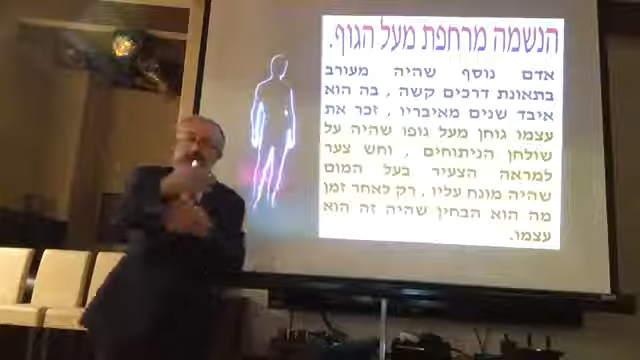 הנשמה מרחפת מעל הגוף.
אדם נוסף שהיה מעורב
בתאונת דרכים קשה , בה הוא
איבד שנים מאיבריו , זכר את
עצמו גוחן מעל גופו שהיה על
שולחן הניתוחים , וחש צער
למראה הצעיר בעל המום
שהיה מונח עליו , רק לאחר זמן
מה הוא הבחין שהיה זה הוא
עצמו.